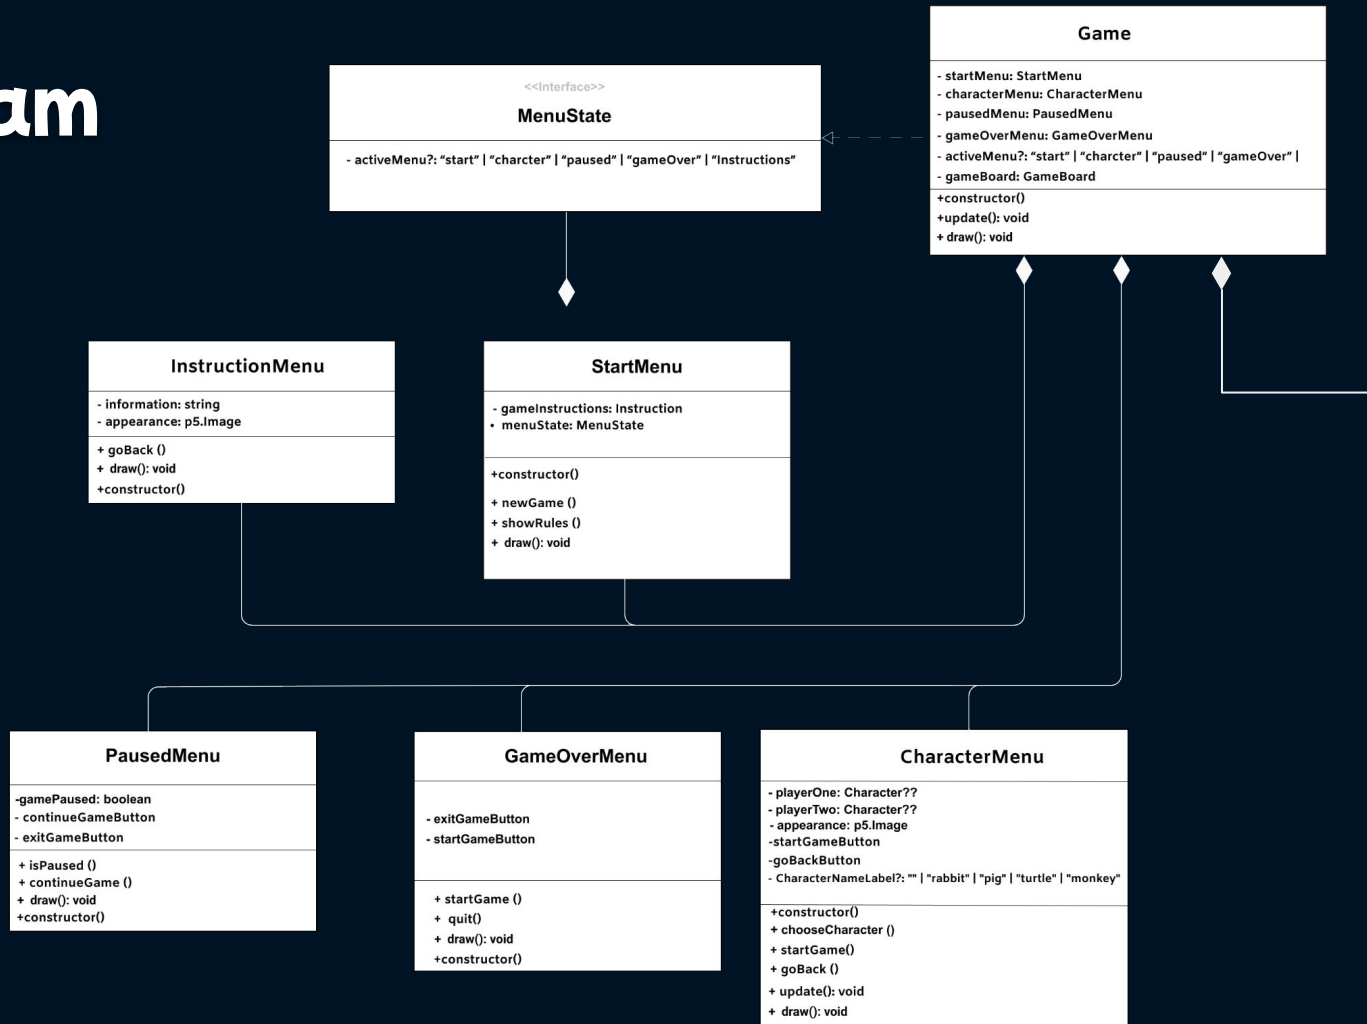 am
<<Interface>>
MenuState
- activeMenu?: “start” | “charcter” | “paused” | “gameOver” | “Instructions”
Game
- startMenu: StartMenu
- characterMenu: CharacterMenu
- pausedMenu: PausedMenu
- gameOverMenu: GameOverMenu
- activeMenu?: “start” | “charcter” | “paused” | “gameOver” |
- gameBoard: GameBoard
+constructor()
+update(): void
+ draw(): void
InstructionMenu
- information: string
- appearance: p5.Image
+ goBack ()
+ draw(): void
+constructor()
StartMenu
- gameInstructions: Instruction
• menuState: MenuState
+constructor()
+ newGame ()
+ showRules ()
+ draw(): void
PausedMenu
-gamePaused: boolean
- continueGameButton
- exitGameButton
+ isPaused ()
+ continueGame ()
+ draw(): void
+constructor()
GameOverMenu
- exitGameButton
- startGameButton
+ startGame ()
+ quit()
+ draw(): void
+constructor()
CharacterMenu
- playerOne: Character??
- playerTwo: Character??
- appearance: p5.Image
-startGameButton
-goBackButton
- CharacterNameLabel?: "" | "rabbit" | "pig" | "turtle" | "monkey"
+constructor()
+ chooseCharacter ()
+ startGame()
+ goBack ()
+ update(): void
+ draw(): void